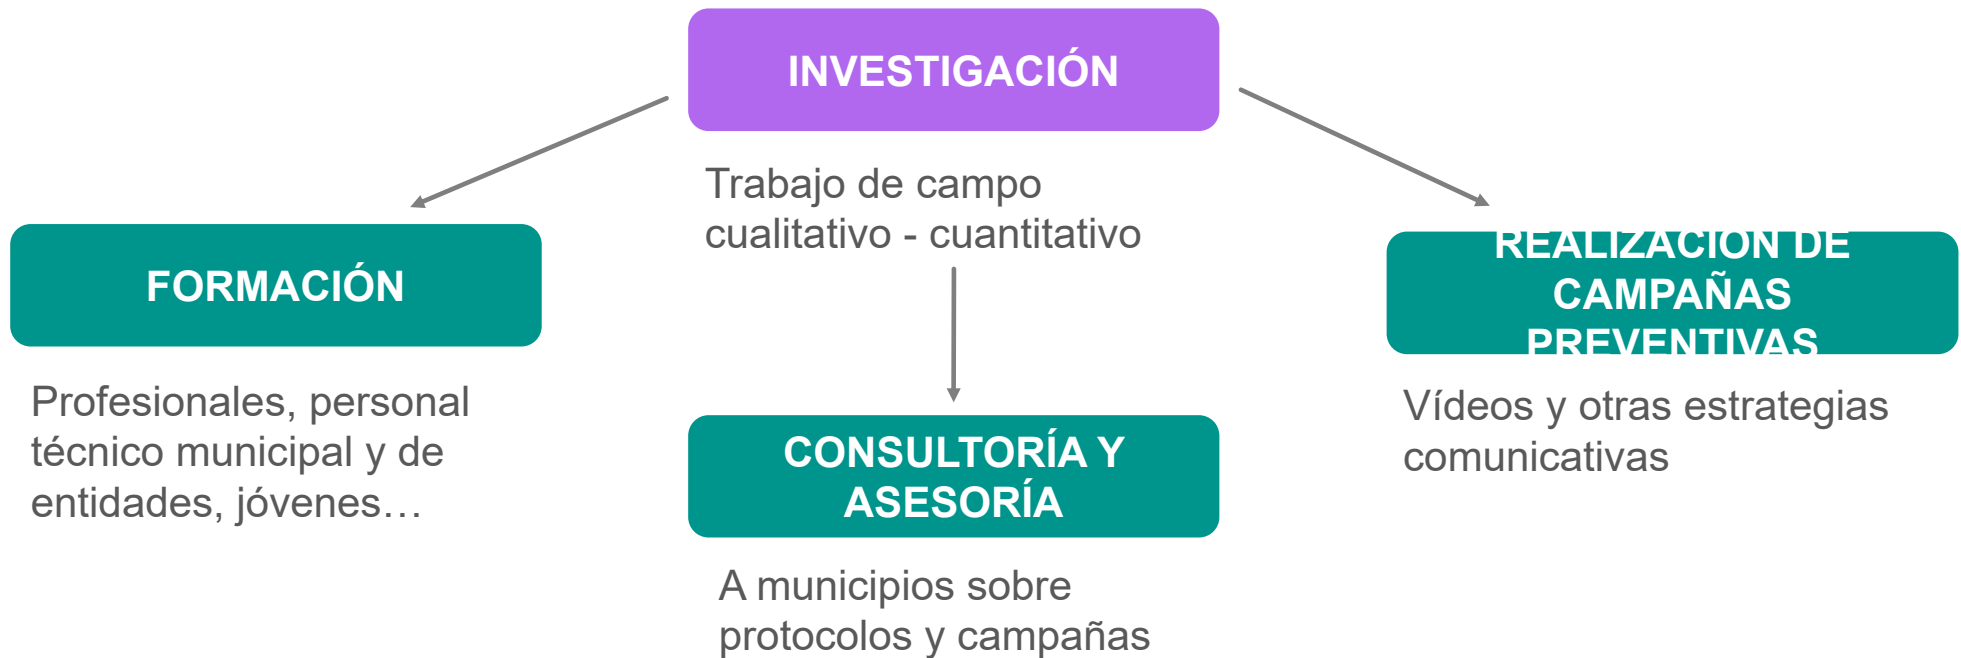 INVESTIGACIÓN
Trabajo de campo
cualitativo - cuantitativo
FORMACIÓN
Profesionales, personal
técnico municipal y de
entidades, jóvenes…
CONSULTORÍA Y
ASESORÍA
A municipios sobre
protocolos y campañas
REALIZACIÓN DE
CAMPAÑAS
PREVENTIVAS
Vídeos y otras estrategias
comunicativas